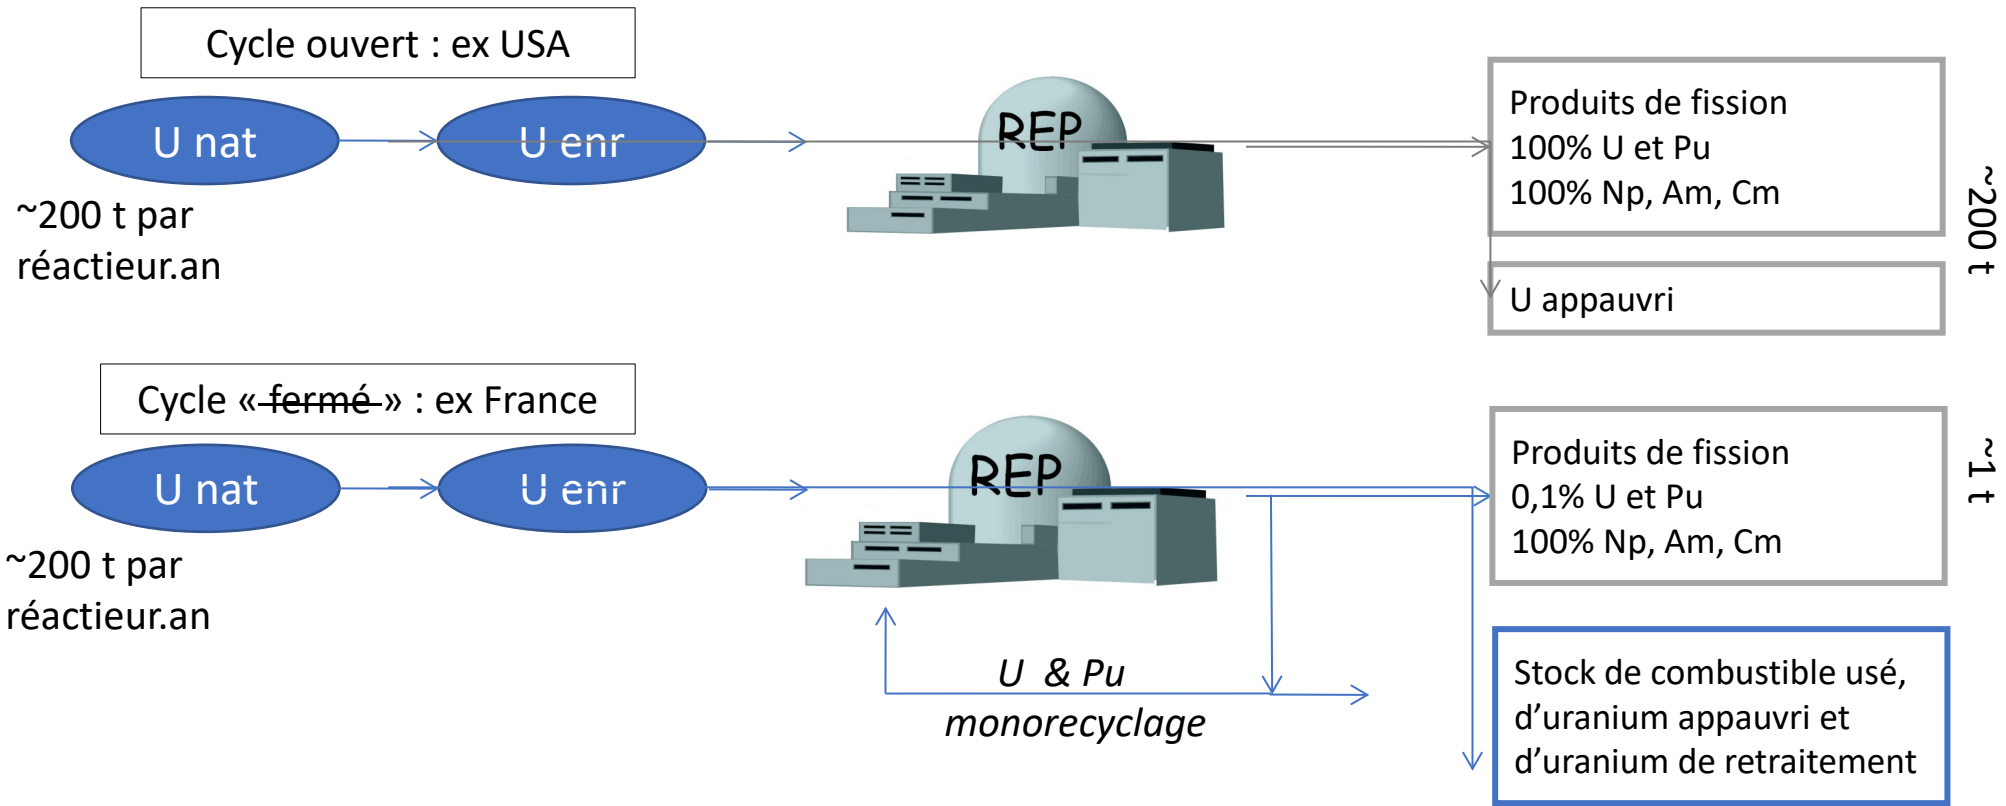 Cycle ouvert : ex USA
U nat
U enr
REP
~200 t par
réactieur.an
Produits de fission
100% U et Pu
100% Np, Am, Cm
U appauvri
~200 t
Cycle « fermé » : ex France
U nat
U enr
REP
~200 t par
réactieur.an
Produits de fission
0,1% U et Pu
100% Np, Am, Cm
~1 t
U & Pu
monorecyclage
Stock de combustible usé,
d’uranium appauvri et
d’uranium de retraitement